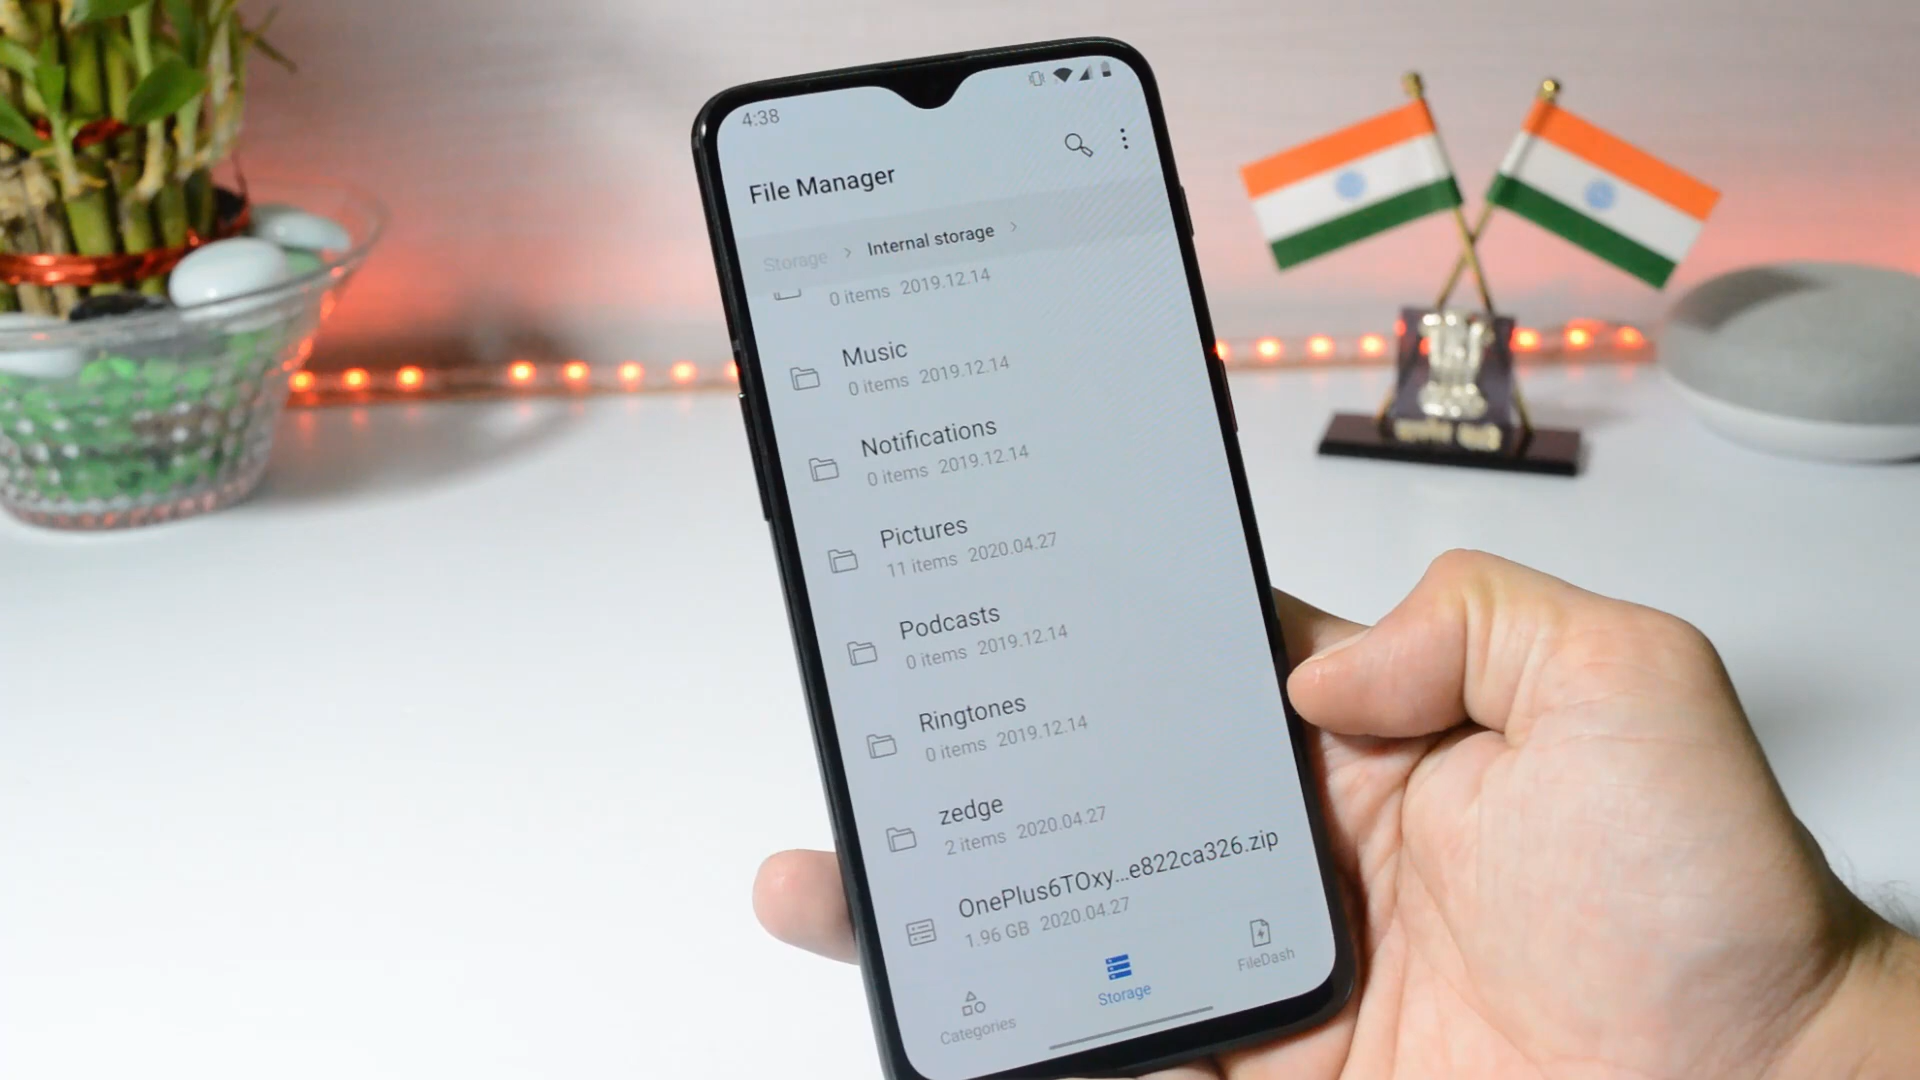 4:38
File Manager
Storage > Internal storage >
0 items 2019.12.14
Music
0 items 2019.12.14
Notifications
0 items 2019.12.14
Pictures
11 items 2020.04.27
Podcasts
0 items 2019.12.14
Ringtones
0 items 2019.12.14
zedge
2 items 2020.04.27
OnePlus6TOxy...e822ca326.zip
1.96 GB 2020.04.27
Categories
Storage
FileDash